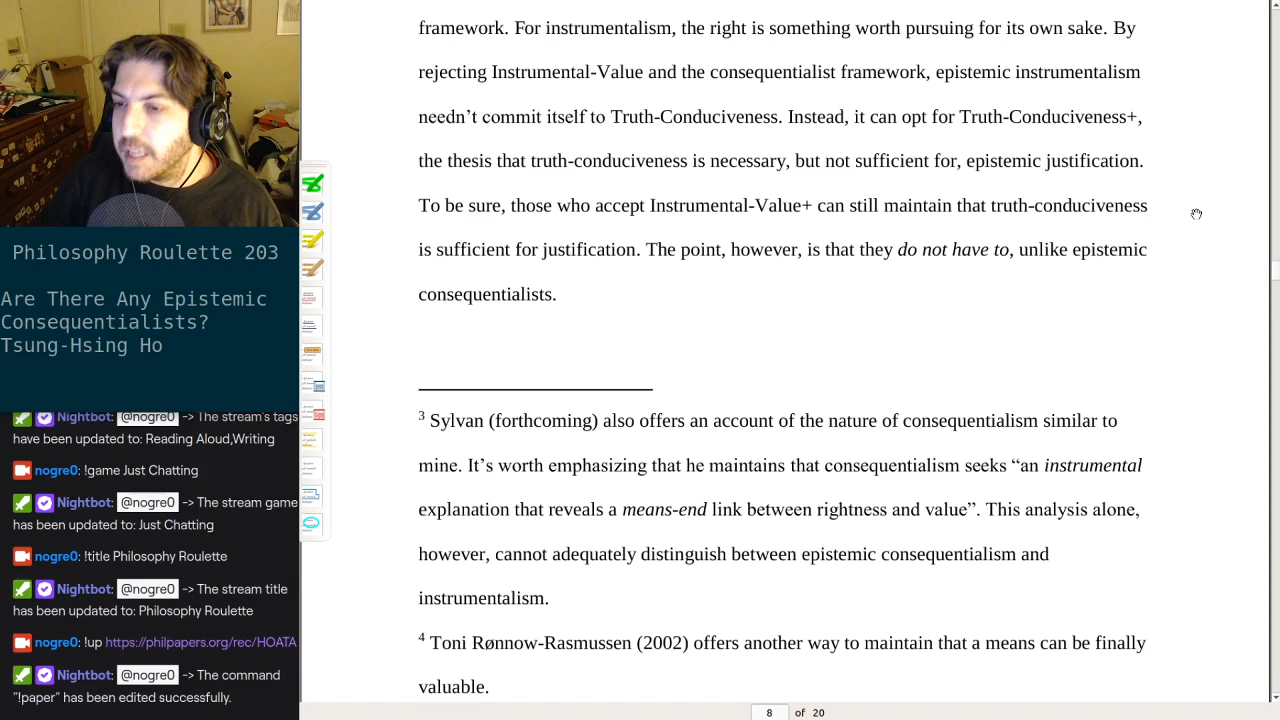 framework. For instrumentalism, the right is something worth pursuing for its own sake. By
rejecting Instrumental-Value and the consequentialist framework, epistemic instrumentalism
needn’t commit itself to Truth-Conduciveness. Instead, it can opt for Truth-Conduciveness+,
the thesis that truth-conduciveness is necessary, but not sufficient for, epistemic justification.
To be sure, those who accept Instrumental-Value+ can still maintain that truth-conduciveness
is sufficient for justification. The point, however, is that they do not have to, unlike epistemic
consequentialists.
3 Sylvan (forthcoming) also offers an account of the nature of consequentialism similar to
mine. It’s worth emphasizing that he maintains that consequentialism seeks “an instrumental
explanation that reveals a means-end link between rightness and value”. This analysis alone,
however, cannot adequately distinguish between epistemic consequentialism and
instrumentalism.
4 Toni Rønnow-Rasmussen (2002) offers another way to maintain that a means can be finally
valuable.
8 of 20
Philosophy Roulette 203
Are There Any Epistemic
Consequentialists?
Tsung-Hsing Ho
Nightbot: @nogre0 -> The stream's tags
have been updated to: Reading Aloud,Writing
nogre0: !game Just Chatting
Nightbot: @nogre0 -> The stream game
has been updated to: Just Chatting
nogre0: !title Philosophy Roulette
Nightbot: @nogre0 -> The stream title
has been updated to: Philosophy Roulette
nogre0: !up https://philpapers.org/rec/HOATA
Nightbot: @nogre0 -> The command
"!paper" has been edited successfully.